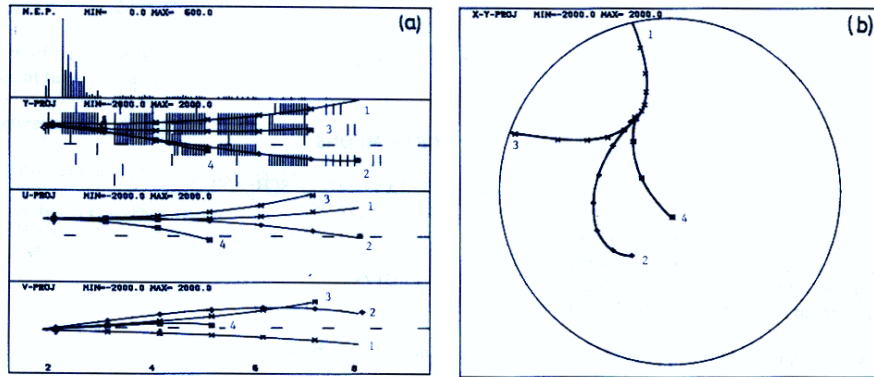 N.E.P. MIN= 0.0 MAX= 600.0
(a)
Y-PROJ MIN=-2000.0 MAX= 2000.0
1
3
4
2
U-PROJ MIN=-2000.0 MAX= 2000.0
3
1
4
2
V-PROJ MIN=-2000.0 MAX= 2000.0
3
2
4
1
2 4 6 8
X-Y-PROJ MIN=-2000.0 MAX= 2000.0
(b)
1
3
4
2